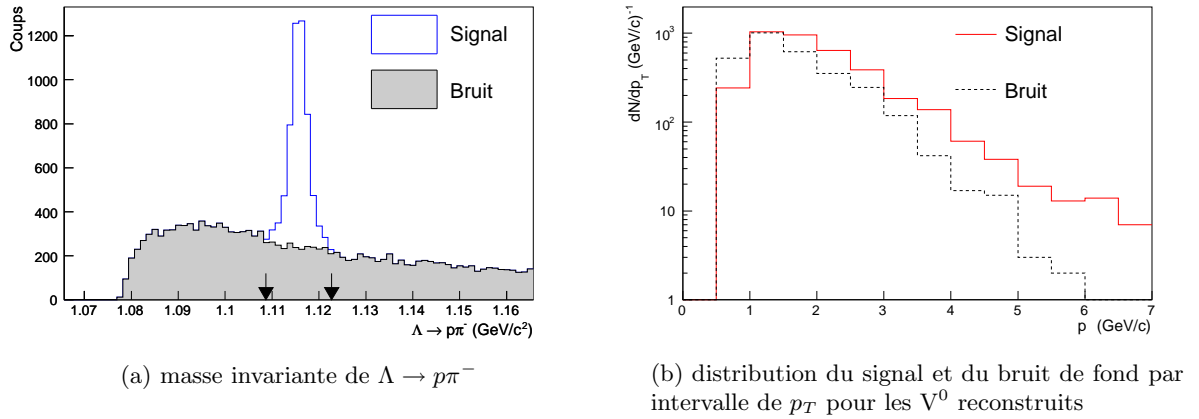 Coups
1200
1000
800
600
400
200
0
Signal
Bruit
1.07 1.08 1.09 1.1 1.11 1.12 1.13 1.14 1.15 1.16
Λ → pπ⁻ (GeV/c²)
(a) masse invariante de Λ → pπ⁻
dN/dp_T (GeV/c)⁻¹
10³
10²
10
1
Signal
Bruit
0 1 2 3 4 5 6 7
p (GeV/c)
(b) distribution du signal et du bruit de fond par
intervalle de p_T pour les V⁰ reconstruits